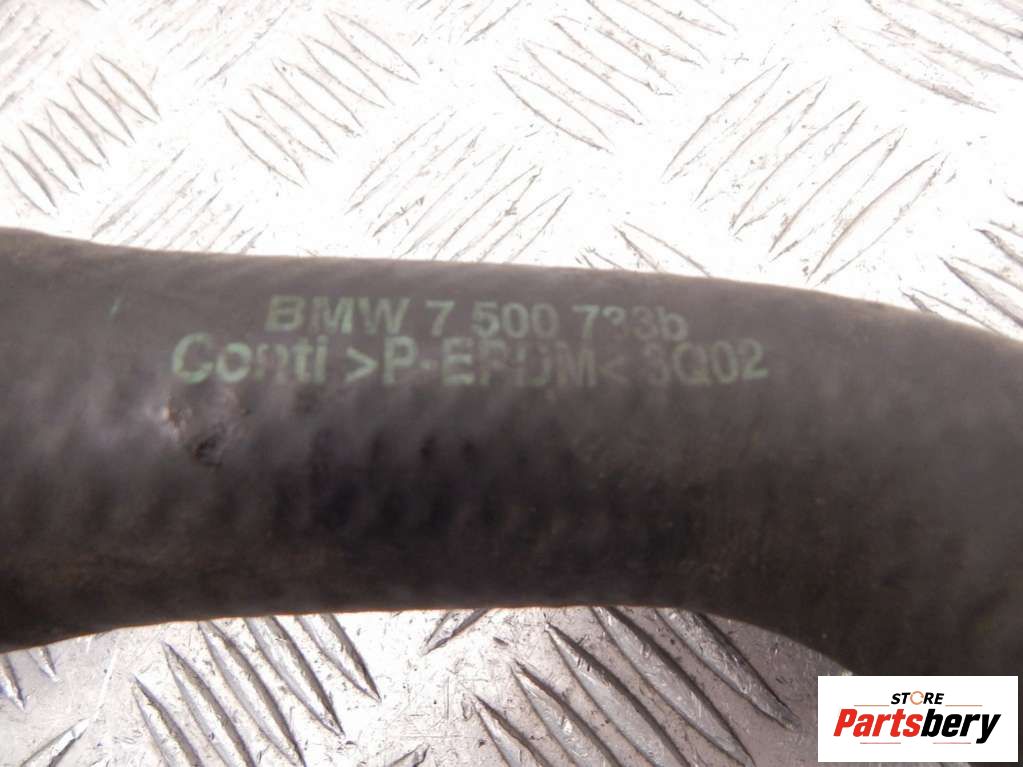 BMW 7 500 733b
Conti >P-EPDM< 3Q02
STORE
Partsbery